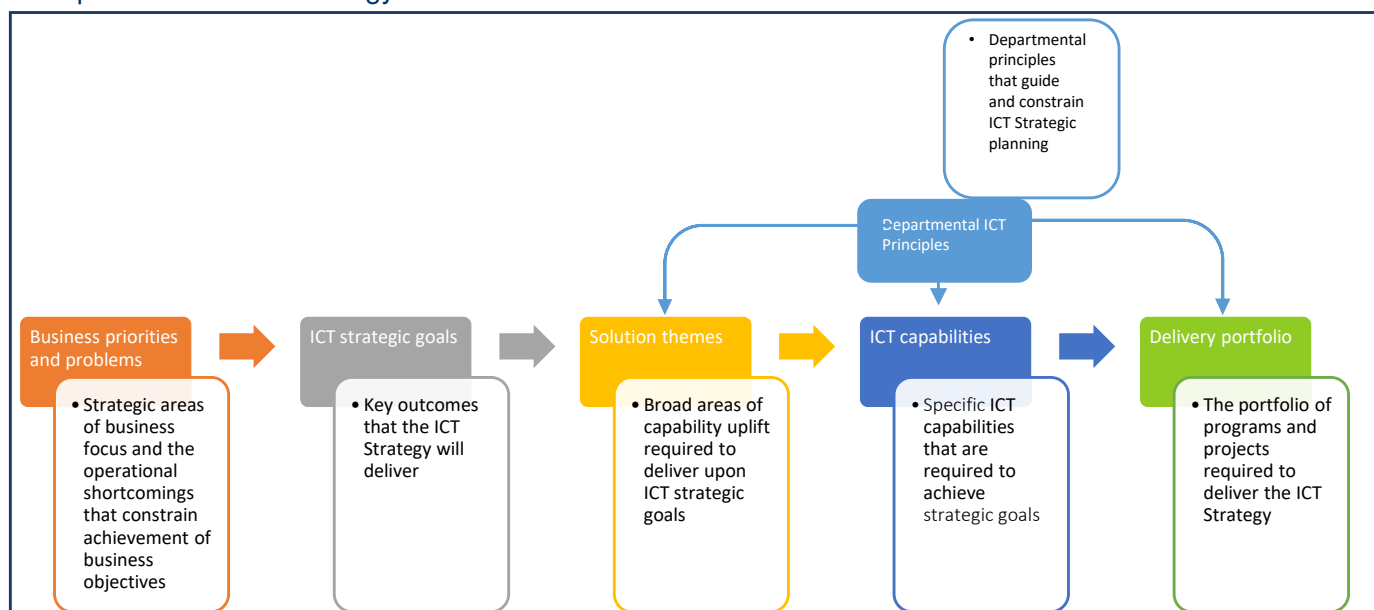 • Departmental
principles
that guide
and constrain
ICT Strategic
planning
Departmental ICT
Principles
Business priorities
and problems
• Strategic areas
of business
focus and the
operational
shortcomings
that constrain
achievement of
business
objectives
ICT strategic goals
• Key outcomes
that the ICT
Strategy will
deliver
Solution themes
• Broad areas of
capability uplift
required to
deliver upon
ICT strategic
goals
ICT capabilities
• Specific ICT
capabilities
that are
required to
achieve
strategic goals
Delivery portfolio
• The portfolio of
programs and
projects
required to
deliver the ICT
Strategy